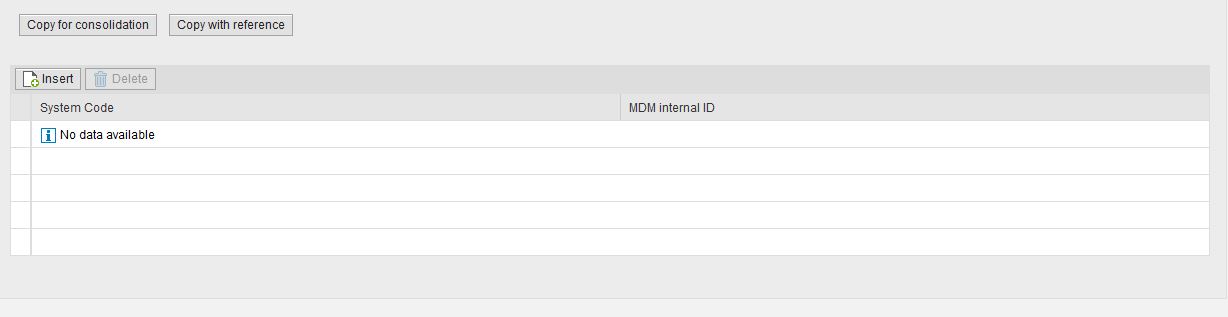 Copy for consolidation Copy with reference
Insert Delete
System Code MDM internal ID
No data available